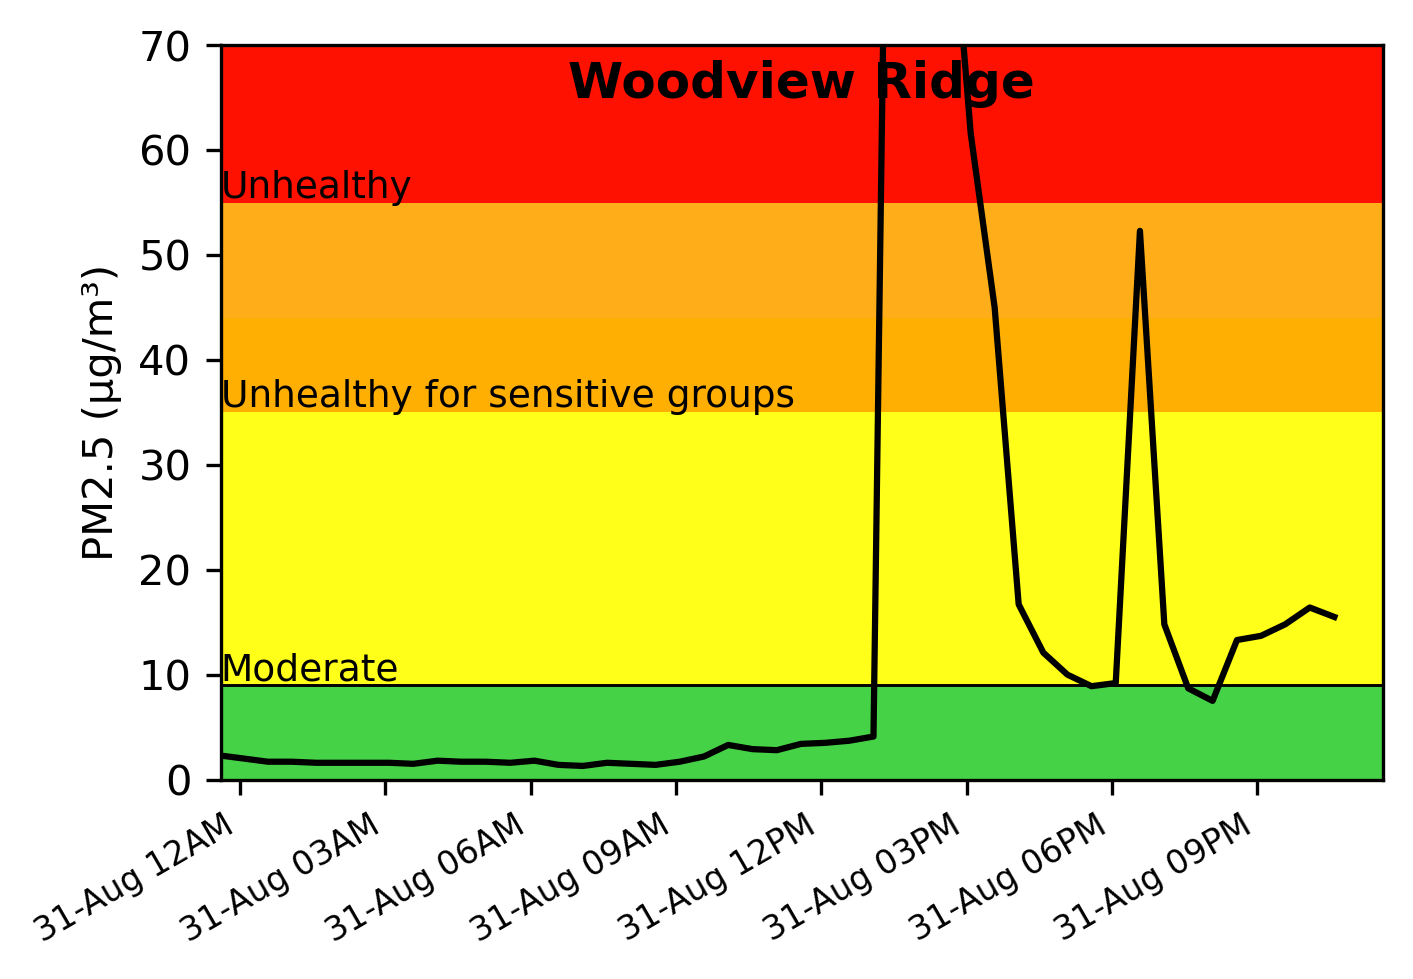 Woodview Ridge
PM2.5 (µg/m³)
70
60
50
40
30
20
10
0
Unhealthy
Unhealthy for sensitive groups
Moderate
31-Aug 12AM
31-Aug 03AM
31-Aug 06AM
31-Aug 09AM
31-Aug 12PM
31-Aug 03PM
31-Aug 06PM
31-Aug 09PM